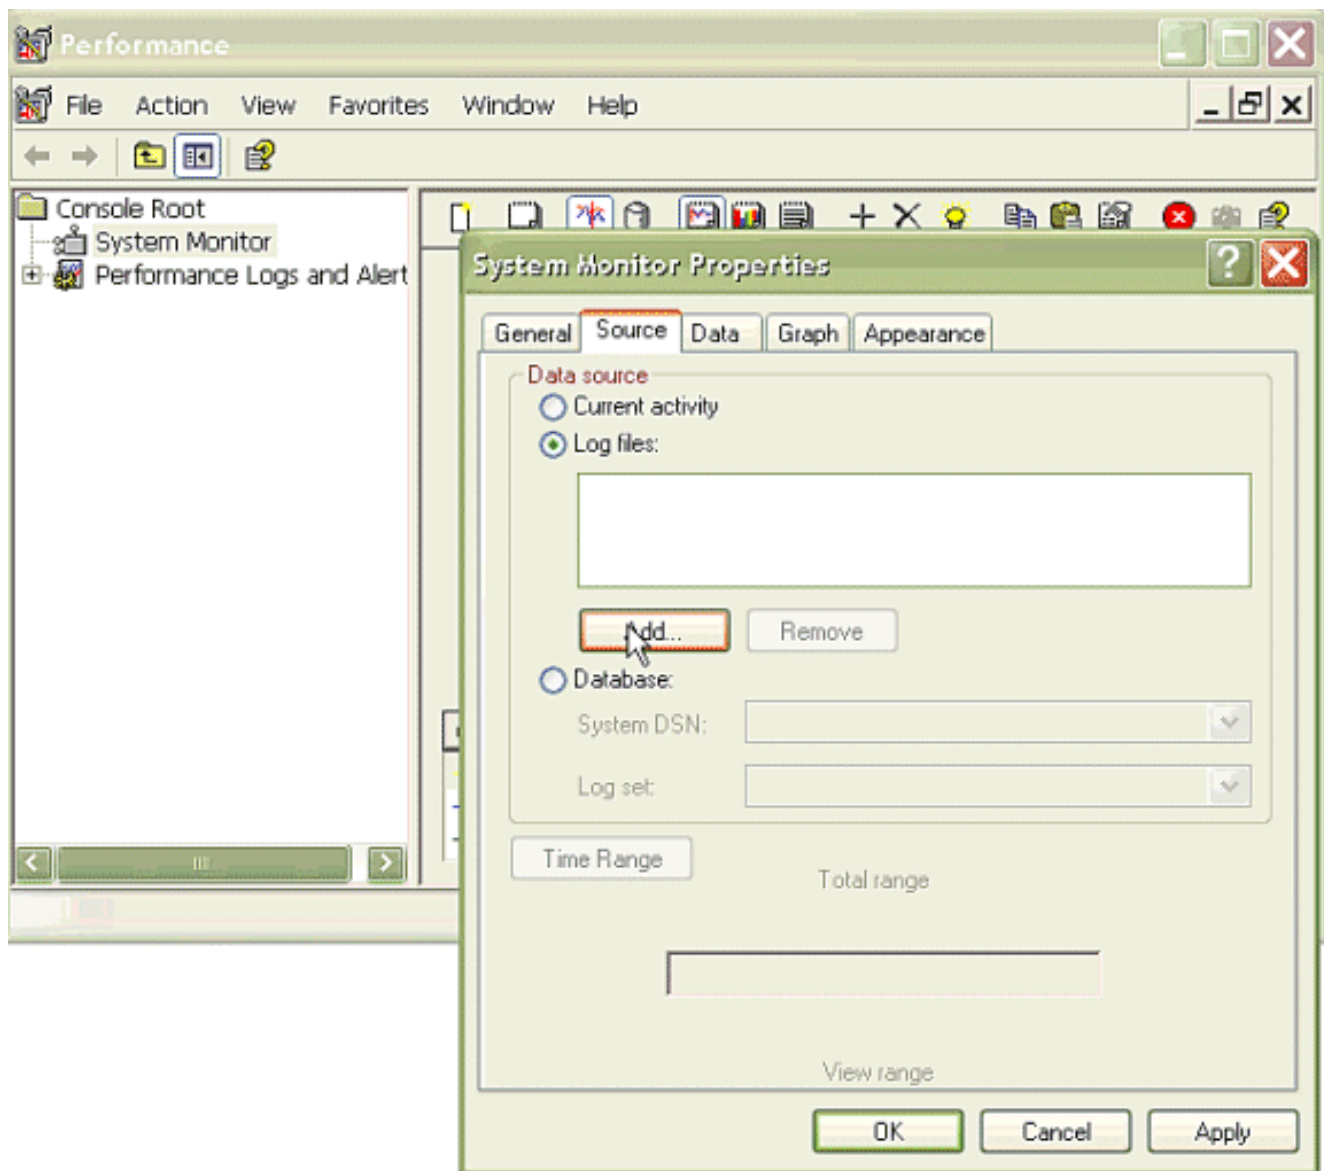 Performance
File Action View Favorites Window Help
Console Root
System Monitor
Performance Logs and Alert
System Monitor Properties
General Source Data Graph Appearance
Data source
Current activity
Log files:
Add...
Remove
Database:
System DSN:
Log set:
Time Range
Total range
View range
OK Cancel Apply